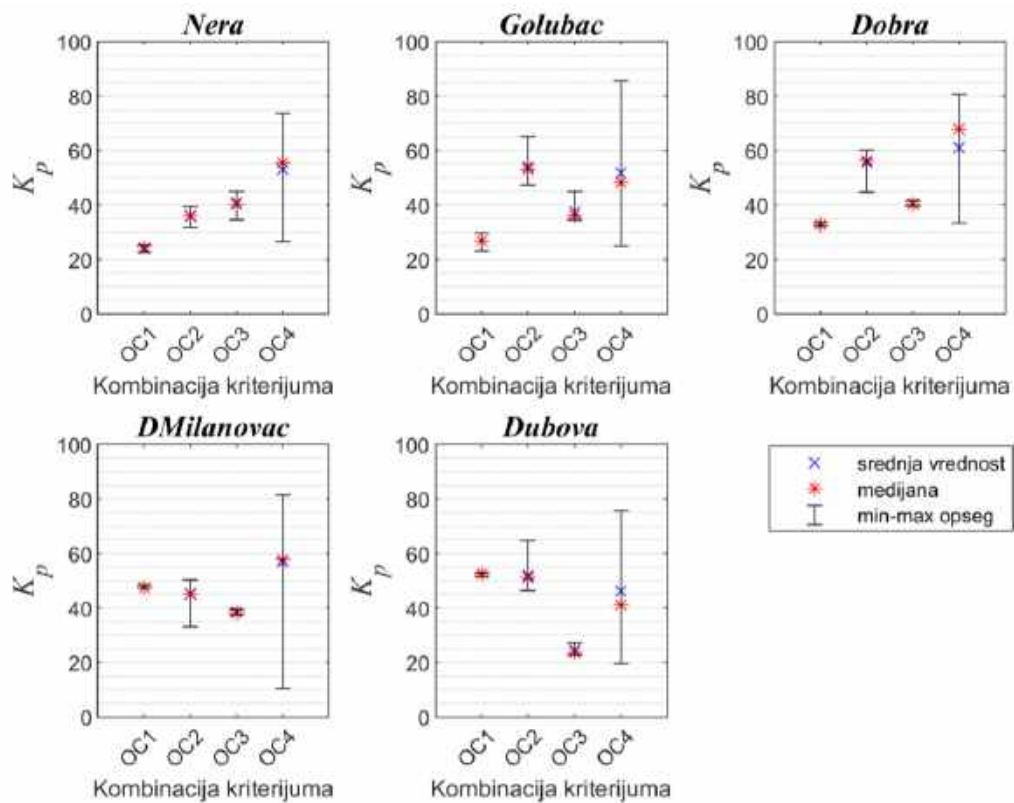 Nera
Golubac
Dobra
100
80
60
40
20
0
K_p
OC1
OC2
OC3
OC4
Kombinacija kriterijuma
100
80
60
40
20
0
K_p
OC1
OC2
OC3
OC4
Kombinacija kriterijuma
100
80
60
40
20
0
K_p
OC1
OC2
OC3
OC4
Kombinacija kriterijuma
DMilanovac
Dubova
100
80
60
40
20
0
K_p
OC1
OC2
OC3
OC4
Kombinacija kriterijuma
100
80
60
40
20
0
K_p
OC1
OC2
OC3
OC4
Kombinacija kriterijuma
srednja vrednost
medijana
min-max opseg